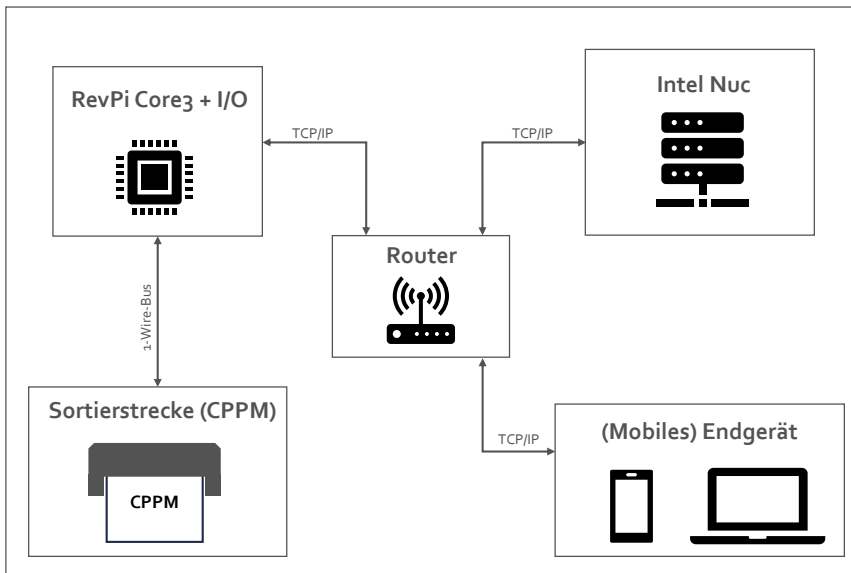 RevPi Core3 + I/O
TCP/IP
TCP/IP
Intel Nuc
Router
1-Wire-Bus
Sortierstrecke (CPPM)
CPPM
TCP/IP
(Mobiles) Endgerät